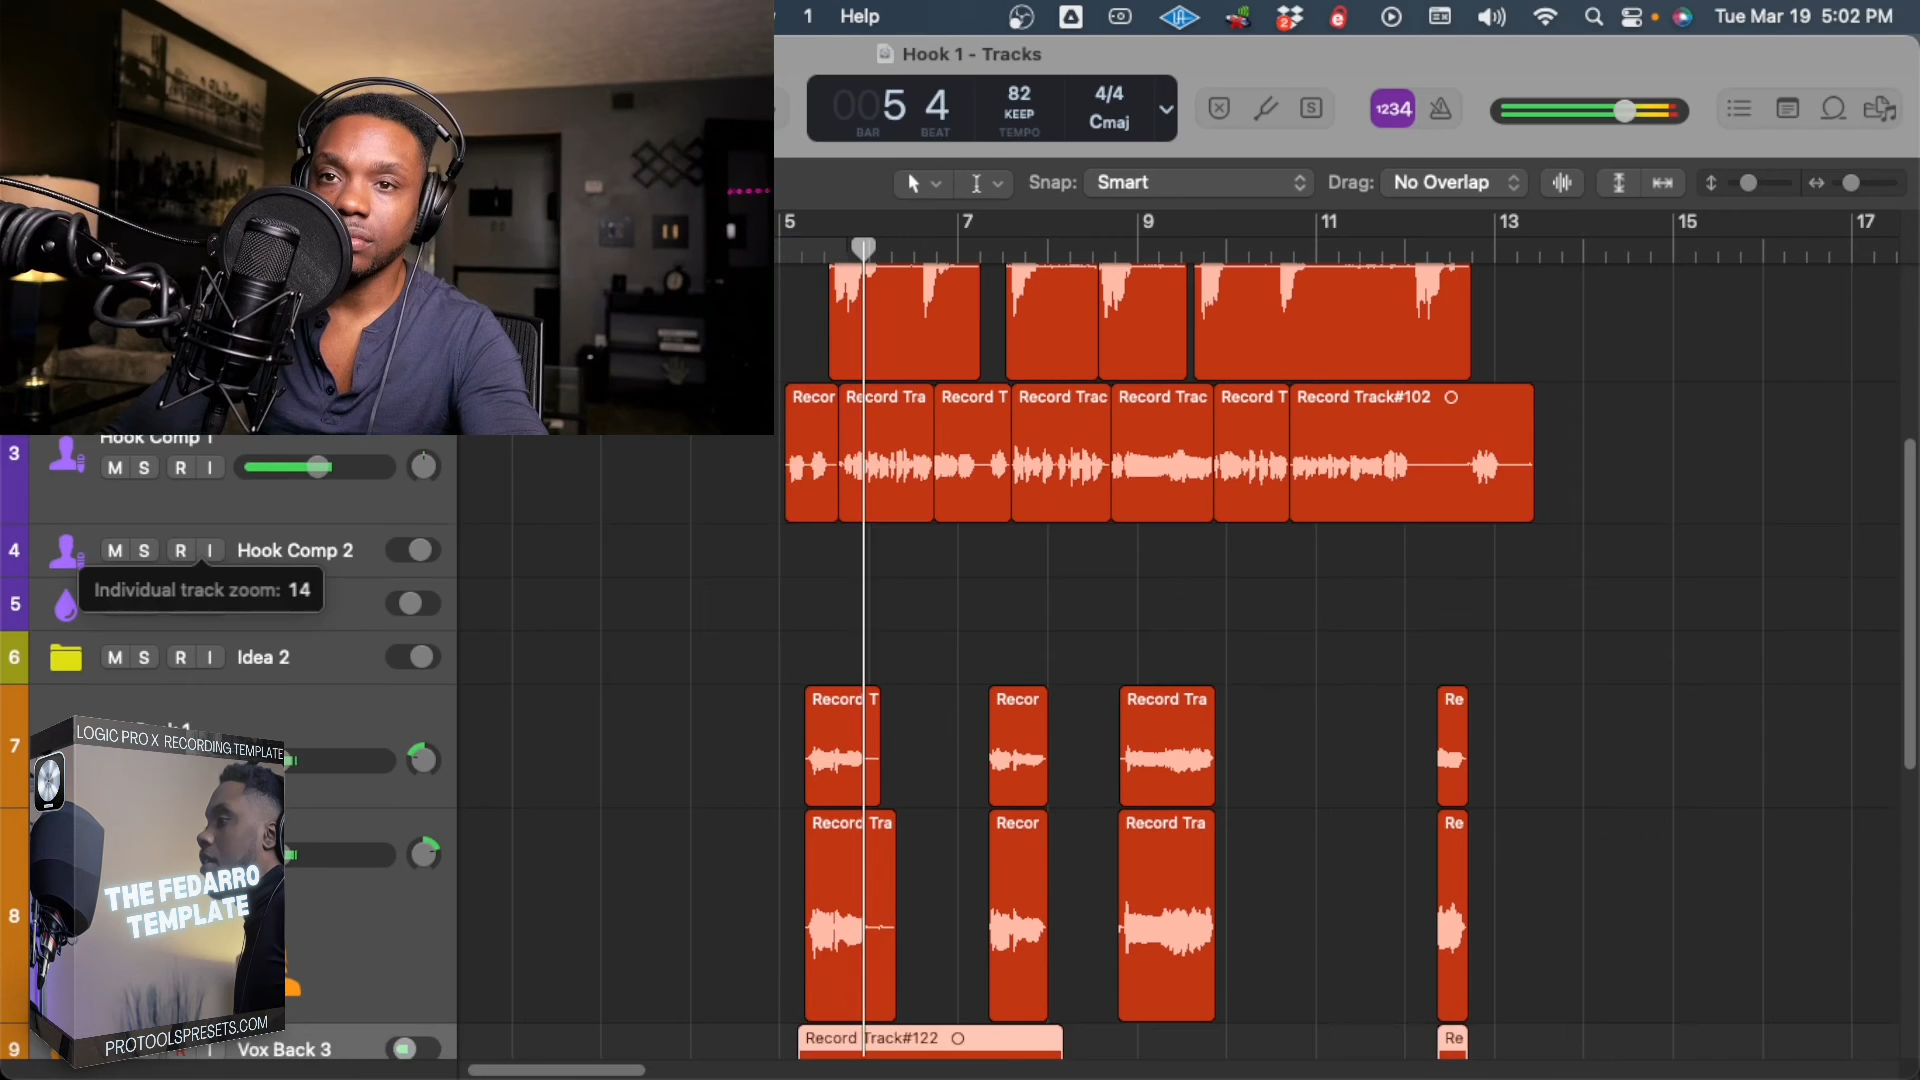 1 Help
Tue Mar 19 5:02 PM
Hook 1 - Tracks
005 4
BAR BEAT
82
KEEP
TEMPO
4/4
Cmaj
S
1234
Snap: Smart
Drag: No Overlap
5 7 9 11 13 15 17
Recor
Record Tra
Record T
Record Trac
Record Trac
Record T
Record Track#102
3
Hook Comp 1
M S R I
4 M S R I Hook Comp 2
Individual track zoom: 14
5
6 M S R I Idea 2
7
Record T
Recor
Record Tra
Re
8
Record Tra
Recor
Record Tra
Re
9
I Vox Back 3
Record Track#122
Re
LOGIC PRO X RECORDING TEMPLATE
THE FEDARRO
TEMPLATE
PROTOOLSPRESETS.COM